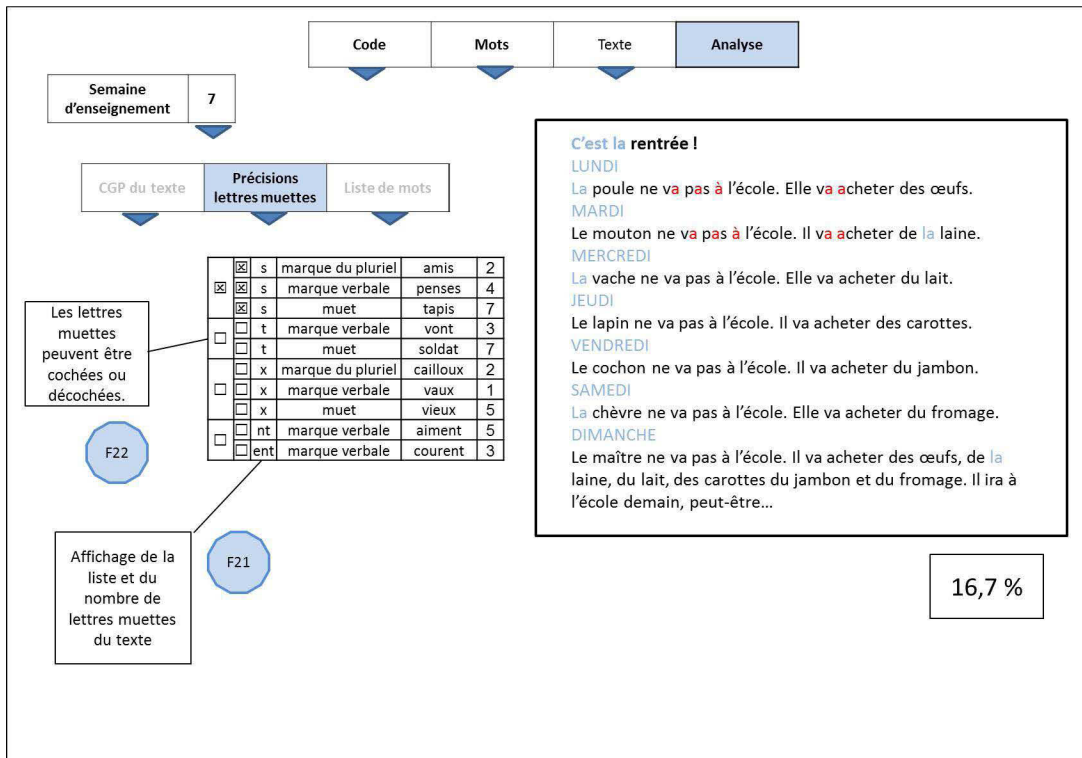 Code Mots Texte Analyse
Semaine
d'enseignement
7
CGP du texte
Précisions
lettres muettes
Liste de mots
☒ ☒ s marque du pluriel amis 2
☒ s marque verbale penses 4
☒ s muet tapis 7
☐ ☐ t marque verbale vont 3
☐ t muet soldat 7
☐ ☐ x marque du pluriel cailloux 2
☐ x marque verbale vaux 1
☐ x muet vieux 5
☐ ☐ nt marque verbale aiment 5
☐ ent marque verbale courent 3
Les lettres
muettes
peuvent être
cochées ou
décochées.
F22
Affichage de la
liste et du
nombre de
lettres muettes
du texte
F21
C'est la rentrée !
LUNDI
La poule ne va pas à l'école. Elle va acheter des œufs.
MARDI
Le mouton ne va pas à l'école. Il va acheter de la laine.
MERCREDI
La vache ne va pas à l'école. Elle va acheter du lait.
JEUDI
Le lapin ne va pas à l'école. Il va acheter des carottes.
VENDREDI
Le cochon ne va pas à l'école. Il va acheter du jambon.
SAMEDI
La chèvre ne va pas à l'école. Elle va acheter du fromage.
DIMANCHE
Le maître ne va pas à l'école. Il va acheter des œufs, de la
laine, du lait, des carottes du jambon et du fromage. Il ira à
l'école demain, peut-être…
16,7 %